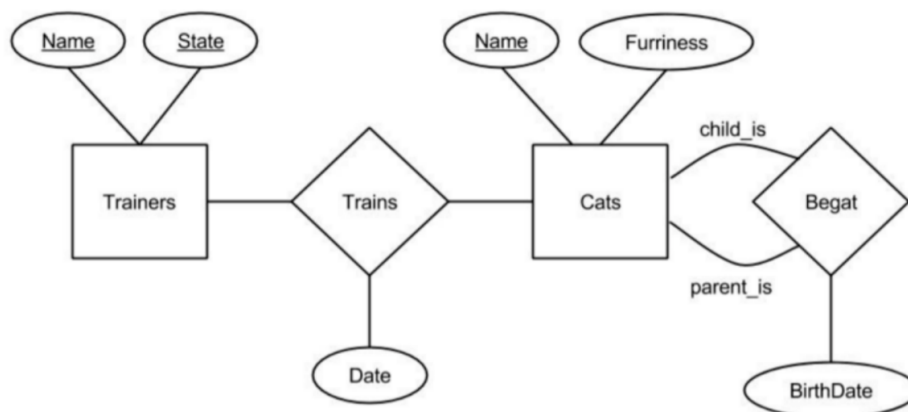 Name
State
Name
Furriness
child_is
Trainers
Trains
Cats
Begat
parent_is
Date
BirthDate